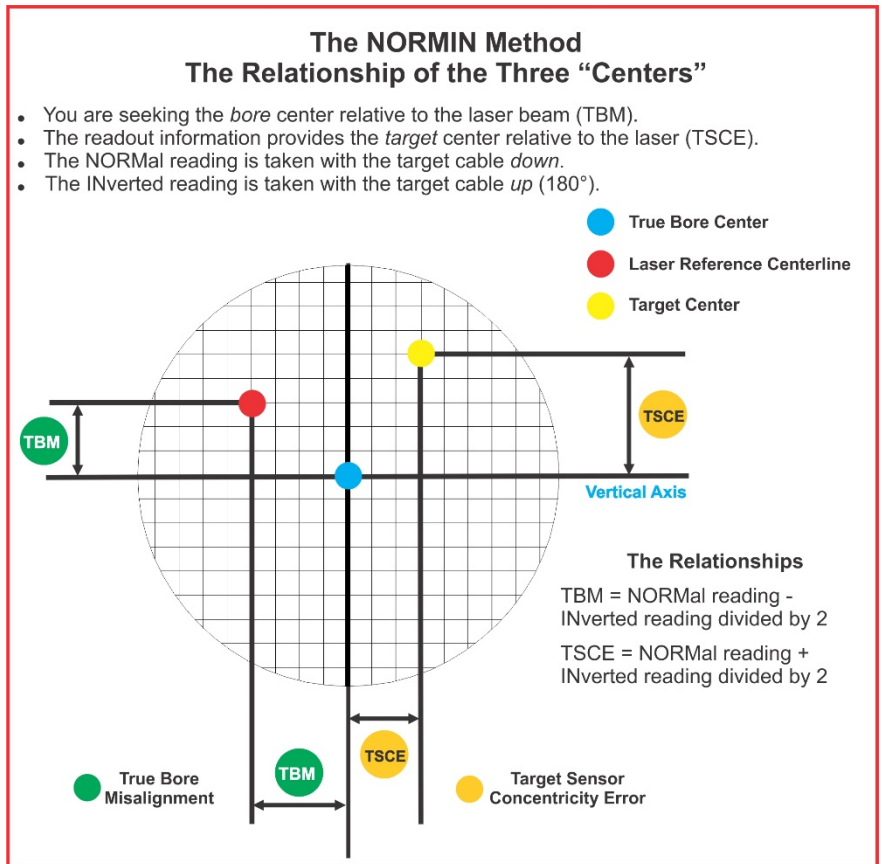 The NORMIN Method
The Relationship of the Three “Centers”
• You are seeking the bore center relative to the laser beam (TBM).
• The readout information provides the target center relative to the laser (TSCE).
• The NORMal reading is taken with the target cable down.
• The INverted reading is taken with the target cable up (180°).
True Bore Center
Laser Reference Centerline
Target Center
TBM
TSCE
Vertical Axis
The Relationships
TBM = NORMal reading -
INverted reading divided by 2
TSCE = NORMal reading +
INverted reading divided by 2
TSCE
TBM
True Bore
Misalignment
Target Sensor
Concentricity Error